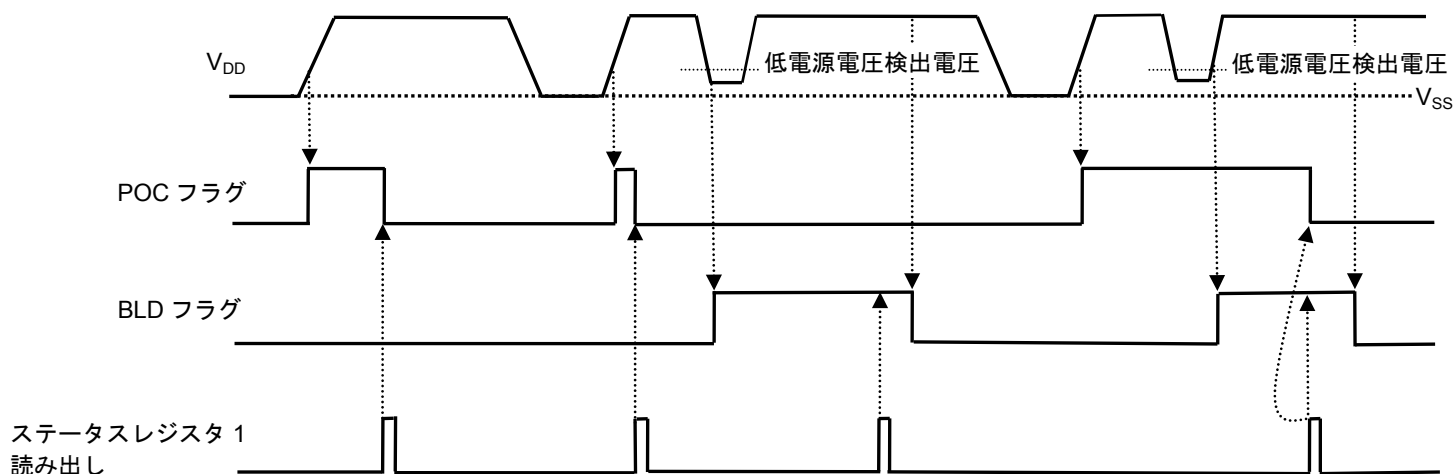 V_DD
低電源電圧検出電圧
低電源電圧検出電圧
V_SS
POC フラグ
BLD フラグ
ステータスレジスタ 1
読み出し